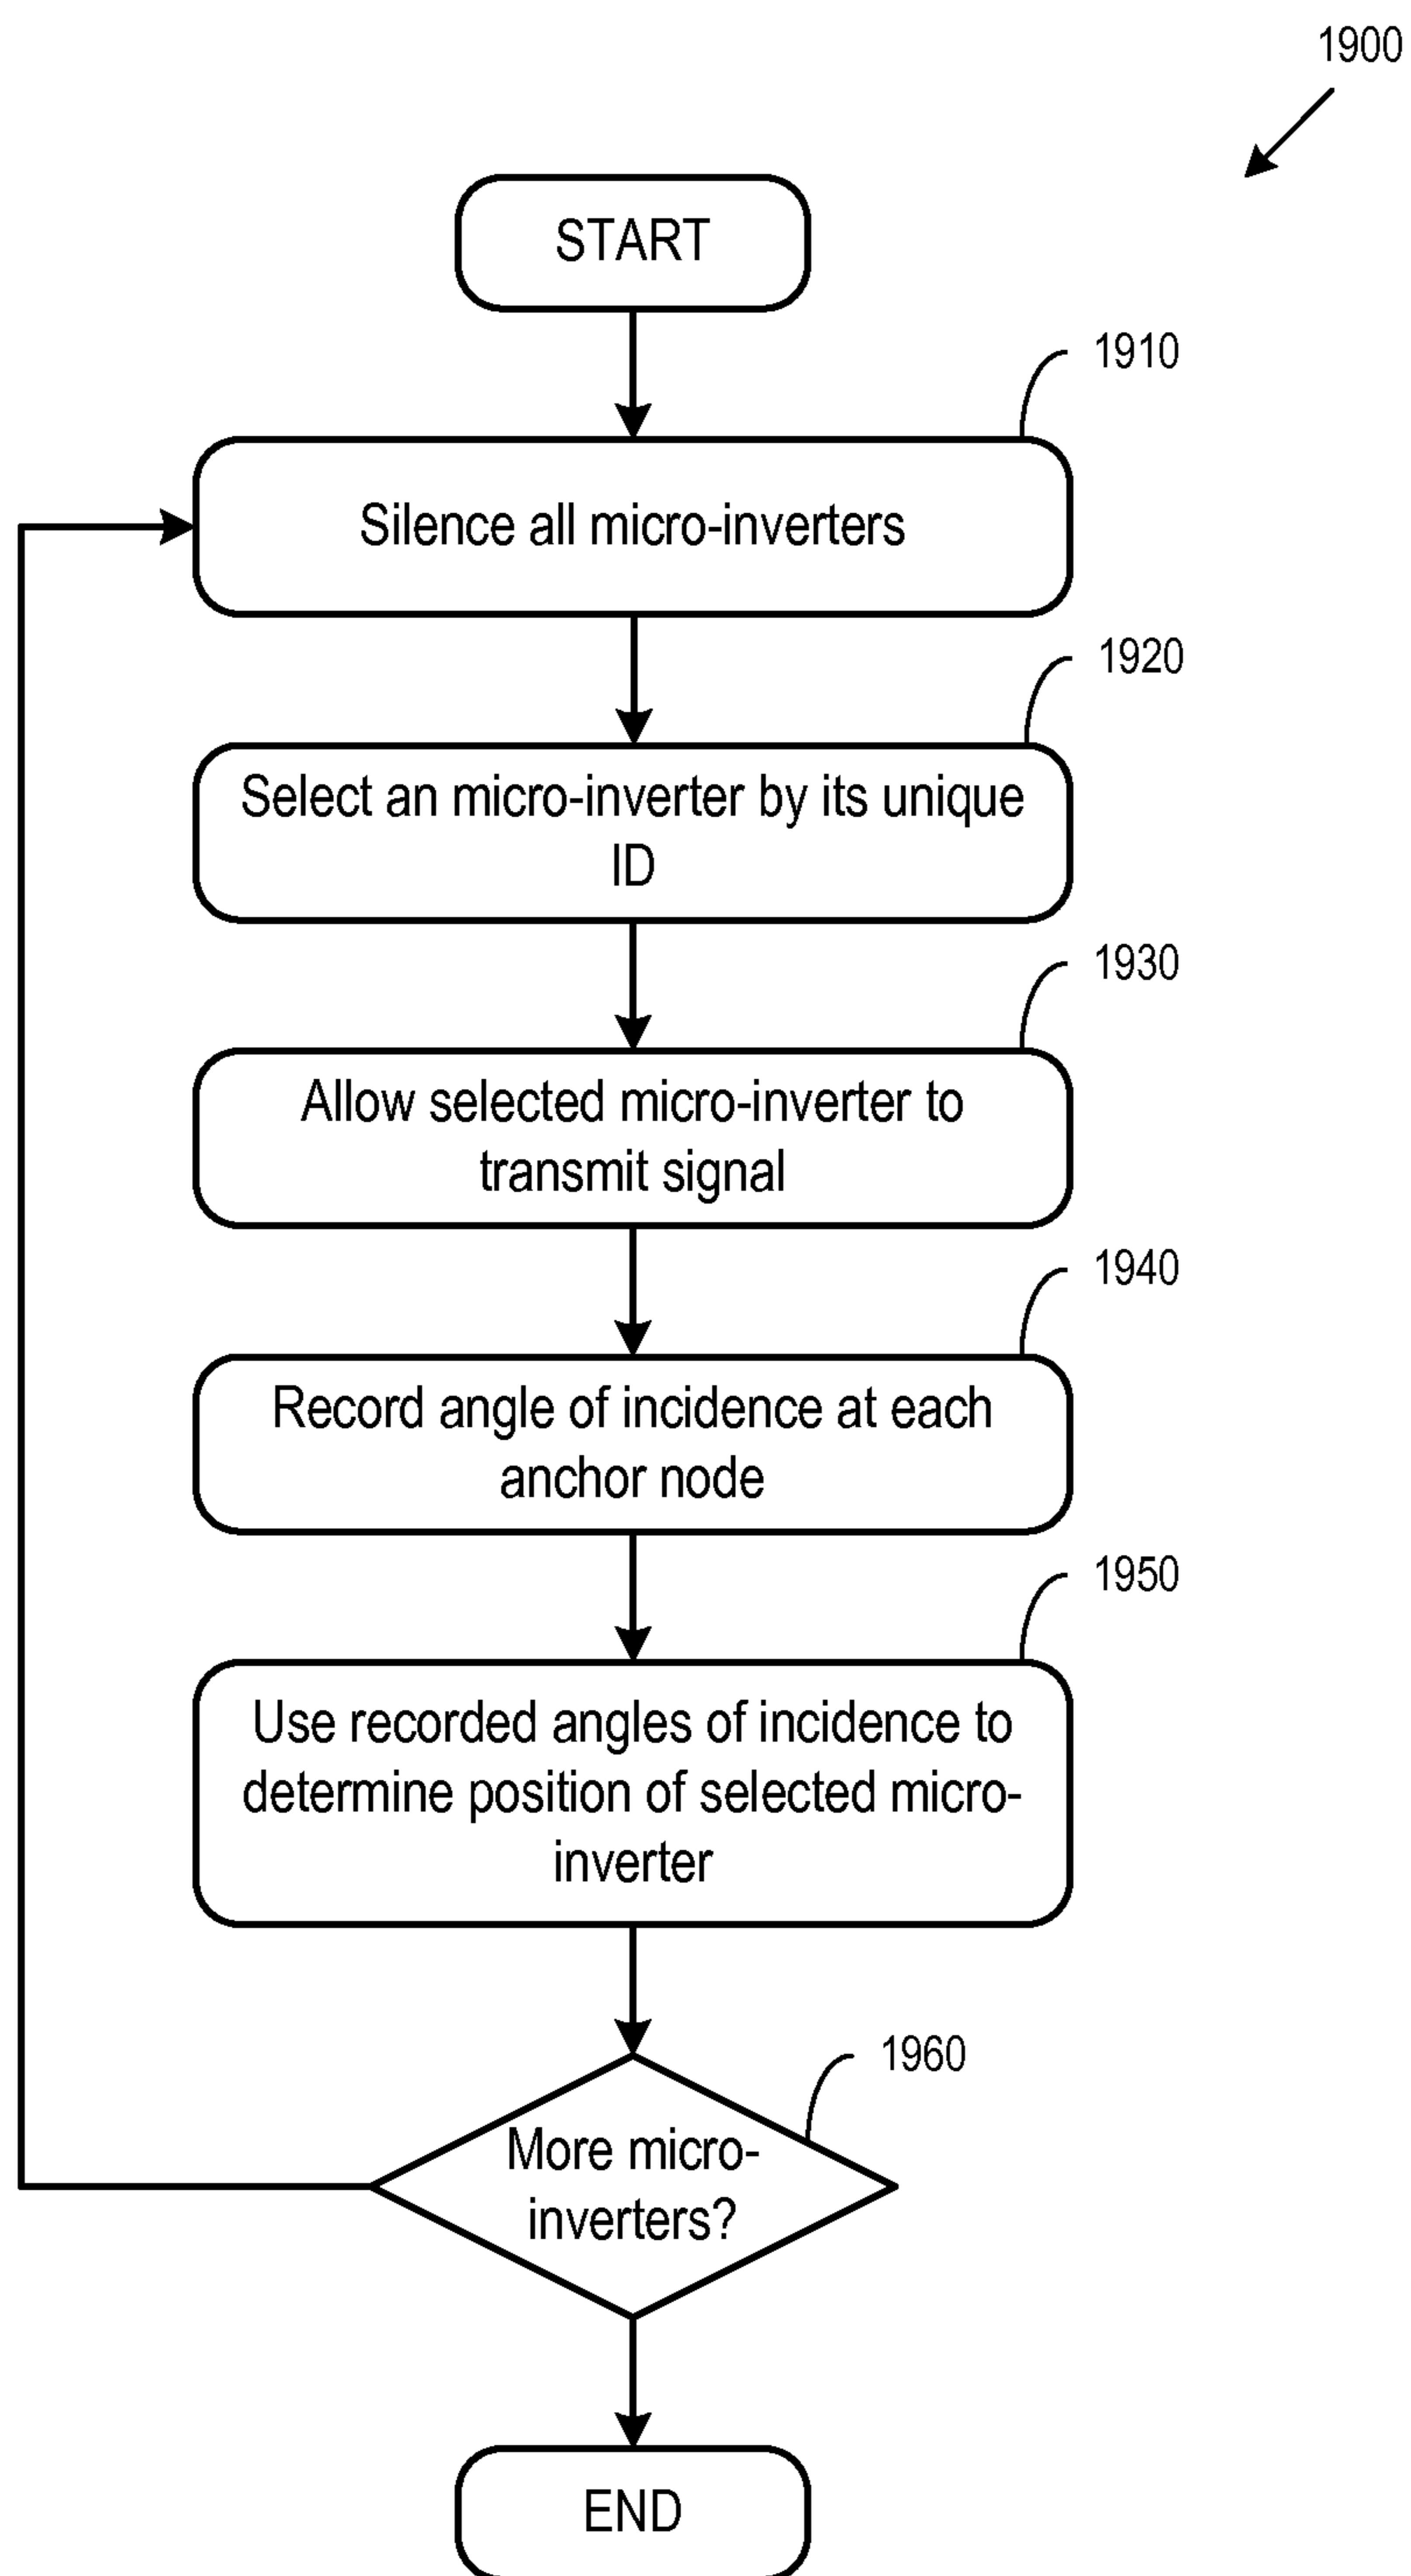 1900
START
1910
Silence all micro-inverters
1920
Select an micro-inverter by its unique
ID
1930
Allow selected micro-inverter to
transmit signal
1940
Record angle of incidence at each
anchor node
1950
Use recorded angles of incidence to
determine position of selected micro-
inverter
1960
More micro-
inverters?
END